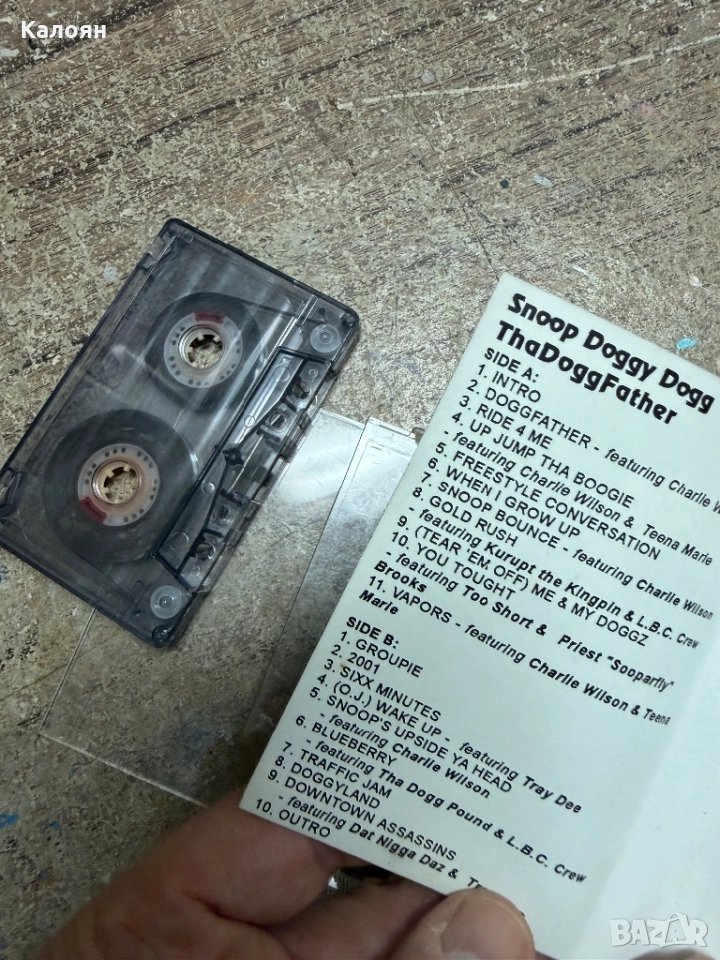 Калоян
Snoop Doggy Dogg
ThaDoggFather
SIDE A:
1. INTRO
2. DOGGFATHER - featuring Charlie
3. RIDE 4 ME
4. UP JUMP THA BOOGIE
- featuring Charlie Wilson & Teena Marie
5. FREESTYLE CONVERSATION
6. WHEN I GROW UP
7. SNOOP BOUNCE - featuring Charlie Wilson
8. GOLD RUSH
- featuring Kurupt the Kingpin & L.B.C. Crew
9. (TEAR 'EM OFF) ME & MY DOGGZ
10. YOU TOUGHT
- featuring Too Short & Priest "Soopafly"
Brooks
11. VAPORS - featuring Charlie Wilson & Teena
Marie
SIDE B:
1. GROUPIE
2. 2001
3. SIXX MINUTES
4. (O.J.) WAKE UP - featuring Tray Dee
5. SNOOP'S UPSIDE YA HEAD
- featuring Charlie Wilson
6. BLUEBERRY
- featuring Tha Dogg Pound & L.B.C. Crew
7. TRAFFIC JAM
8. DOGGYLAND
9. DOWNTOWN ASSASSINS
- featuring Dat Nigga Daz &
10. OUTRO
BAZAR